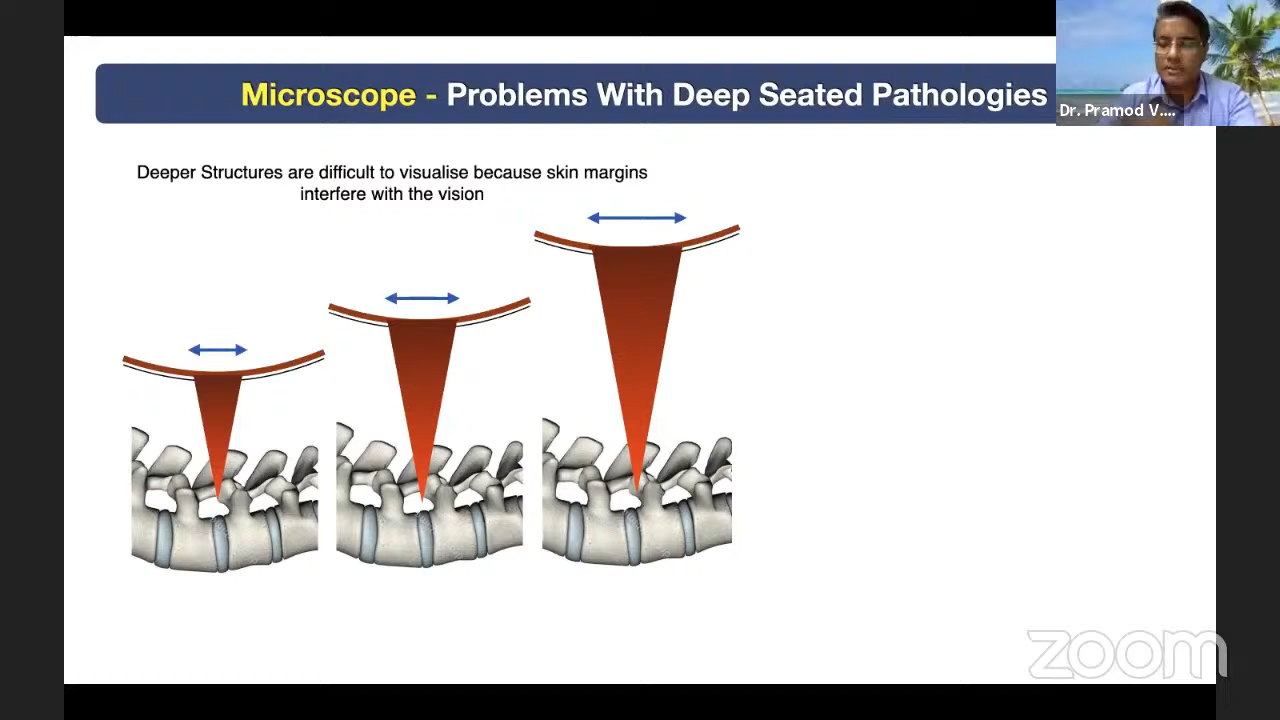 Microscope - Problems With Deep Seated Pathologies
Dr. Pramod V....
Deeper Structures are difficult to visualise because skin margins
interfere with the vision
zoom